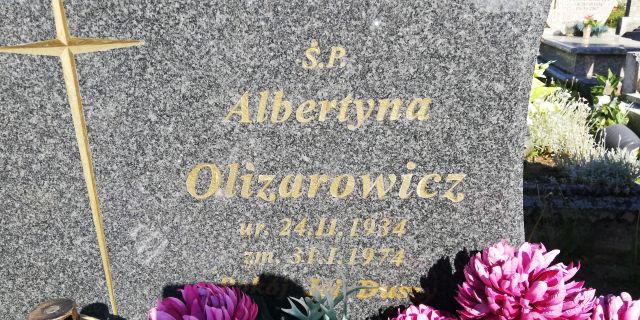 Ś.P.
Albertyna
Olizarowicz
ur. 24.II.1934
zm. 31.I.1974